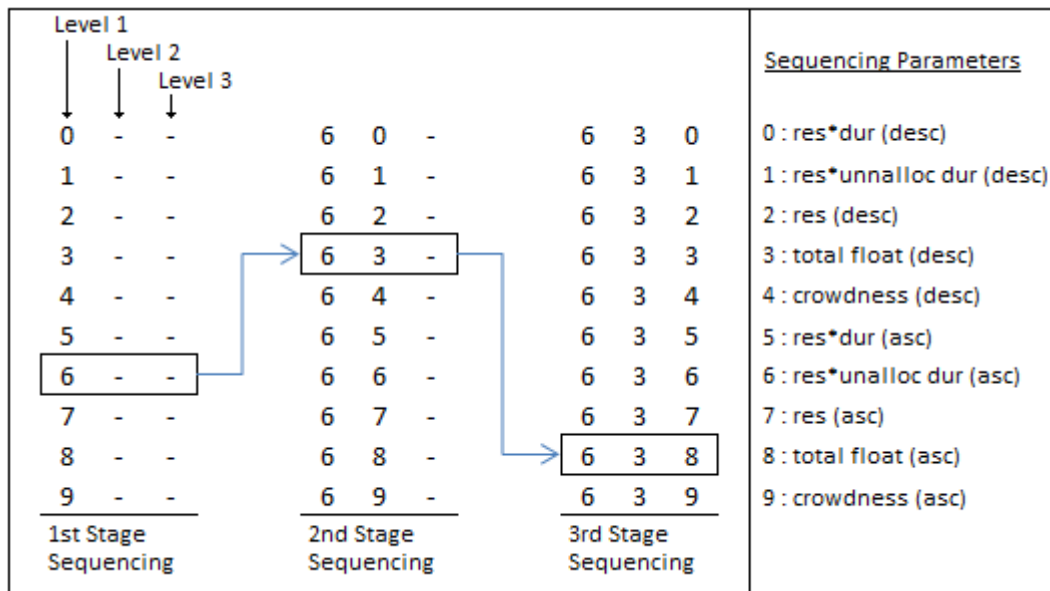 Level 1
Level 2
Level 3
Sequencing Parameters
0 - - 6 0 - 6 3 0 0 : res*dur (desc)
1 - - 6 1 - 6 3 1 1 : res*unnalloc dur (desc)
2 - - 6 2 - 6 3 2 2 : res (desc)
3 - - 6 3 - 6 3 3 3 : total float (desc)
4 - - 6 4 - 6 3 4 4 : crowdness (desc)
5 - - 6 5 - 6 3 5 5 : res*dur (asc)
6 - - 6 6 - 6 3 6 6 : res*unalloc dur (asc)
7 - - 6 7 - 6 3 7 7 : res (asc)
8 - - 6 8 - 6 3 8 8 : total float (asc)
9 - - 6 9 - 6 3 9 9 : crowdness (asc)
1st Stage 2nd Stage 3rd Stage
Sequencing Sequencing Sequencing